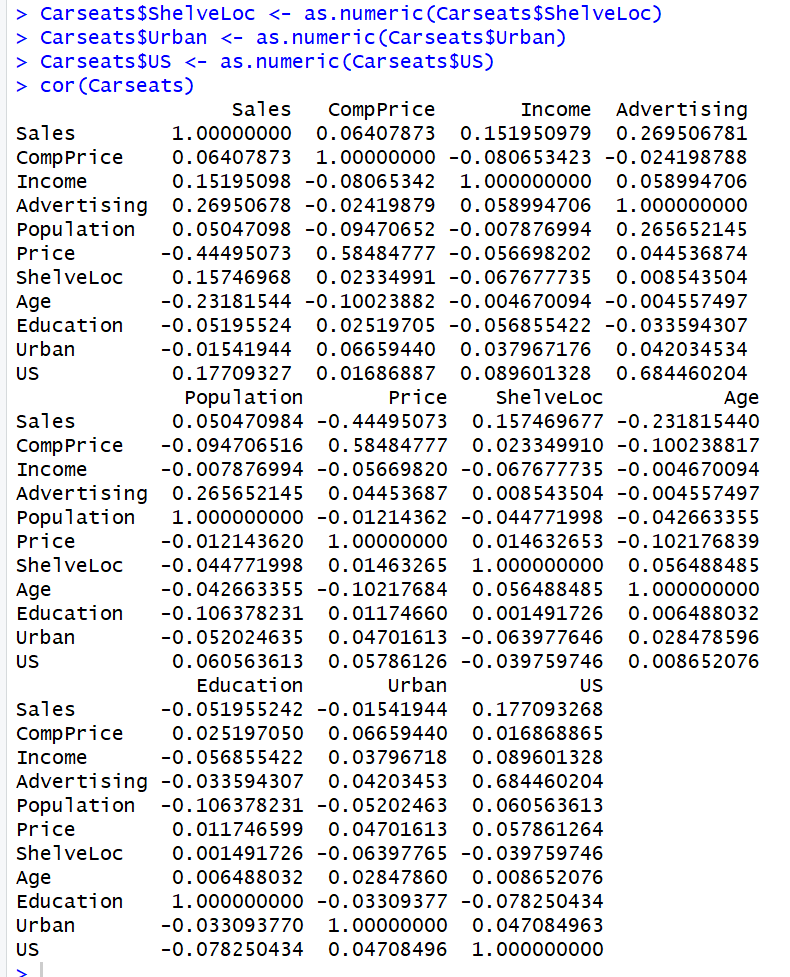 > Carseats$ShelveLoc <- as.numeric(Carseats$ShelveLoc)
> Carseats$Urban <- as.numeric(Carseats$Urban)
> Carseats$US <- as.numeric(Carseats$US)
> cor(Carseats)
                  Sales   CompPrice       Income  Advertising
Sales        1.00000000  0.06407873  0.151950979  0.269506781
CompPrice    0.06407873  1.00000000 -0.080653423 -0.024198788
Income       0.15195098 -0.08065342  1.000000000  0.058994706
Advertising  0.26950678 -0.02419879  0.058994706  1.000000000
Population   0.05047098 -0.09470652 -0.007876994  0.265652145
Price       -0.44495073  0.58484777 -0.056698202  0.044536874
ShelveLoc    0.15746968  0.02334991 -0.067677735  0.008543504
Age         -0.23181544 -0.10023882 -0.004670094 -0.004557497
Education   -0.05195524  0.02519705 -0.056855422 -0.033594307
Urban       -0.01541944  0.06659440  0.037967176  0.042034534
US           0.17709327  0.01686887  0.089601328  0.684460204
              Population       Price    ShelveLoc          Age
Sales        0.050470984 -0.44495073  0.157469677 -0.231815440
CompPrice   -0.094706516  0.58484777  0.023349910 -0.100238817
Income      -0.007876994 -0.05669820 -0.067677735 -0.004670094
Advertising  0.265652145  0.04453687  0.008543504 -0.004557497
Population   1.000000000 -0.01214362 -0.044771998 -0.042663355
Price       -0.012143620  1.00000000  0.014632653 -0.102176839
ShelveLoc   -0.044771998  0.01463265  1.000000000  0.056488485
Age         -0.042663355 -0.10217684  0.056488485  1.000000000
Education   -0.106378231  0.01174660  0.001491726  0.006488032
Urban       -0.052024635  0.04701613 -0.063977646  0.028478596
US           0.060563613  0.05786126 -0.039759746  0.008652076
               Education       Urban           US
Sales       -0.051955242 -0.01541944  0.177093268
CompPrice    0.025197050  0.06659440  0.016868865
Income      -0.056855422  0.03796718  0.089601328
Advertising -0.033594307  0.04203453  0.684460204
Population  -0.106378231 -0.05202463  0.060563613
Price        0.011746599  0.04701613  0.057861264
ShelveLoc    0.001491726 -0.06397765 -0.039759746
Age          0.006488032  0.02847860  0.008652076
Education    1.000000000 -0.03309377 -0.078250434
Urban       -0.033093770  1.00000000  0.047084963
US          -0.078250434  0.04708496  1.000000000
>